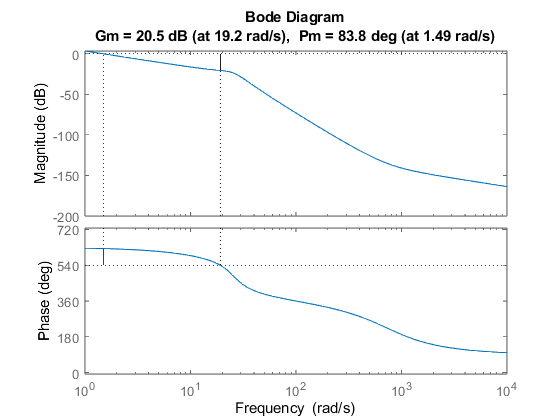 Bode Diagram
Gm = 20.5 dB (at 19.2 rad/s),  Pm = 83.8 deg (at 1.49 rad/s)
Magnitude (dB)
0
-50
-100
-150
-200
Phase (deg)
720
540
360
180
0
10^0 10^1 10^2 10^3 10^4
Frequency  (rad/s)